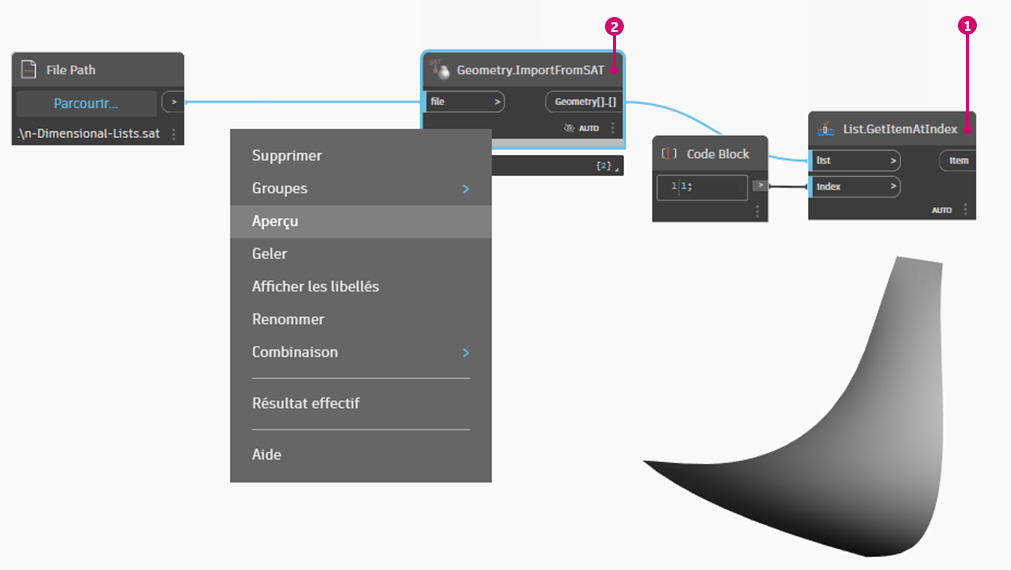 2
1
File Path
Parcourir...
>
.\n-Dimensional-Lists.sat
SAT
Geometry.ImportFromSAT
file >
Geometry[]..[]
AUTO
{2}
Supprimer
Groupes >
Aperçu
Geler
Afficher les libellés
Renommer
Combinaison >
Résultat effectif
Aide
Code Block
1 1;
>
List.GetItemAtIndex
list >
item
index >
AUTO